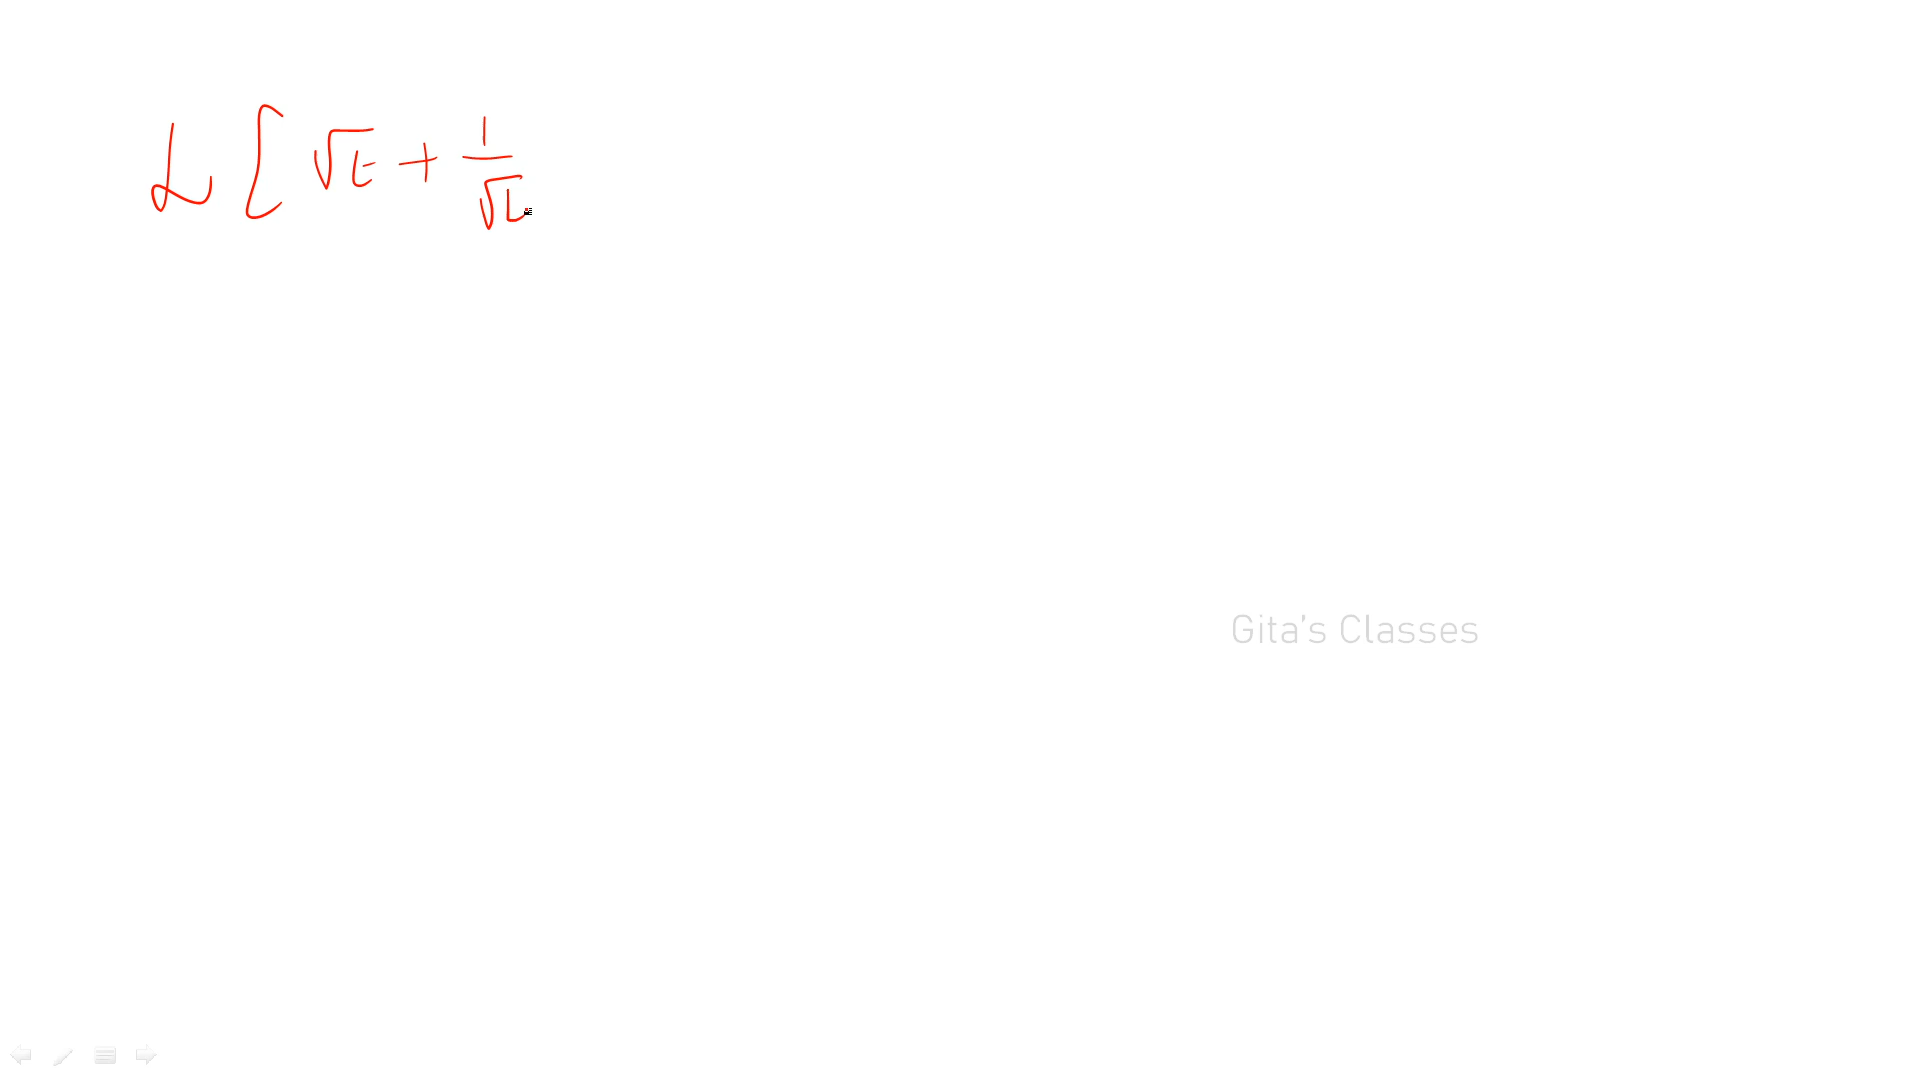 L [ √t + 1/√t
Gita's Classes